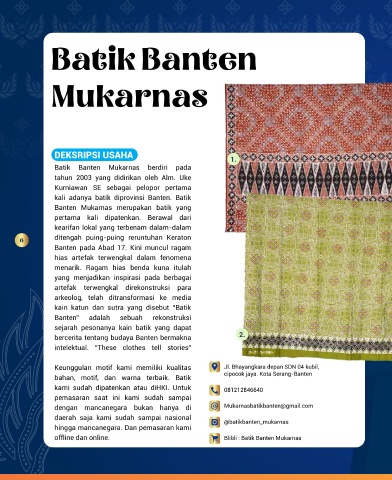 Batik Banten
Mukarnas
DEKSRIPSI USAHA
Batik Banten Mukarnas berdiri pada
tahun 2003 yang didirikan oleh Alm. Uke
Kurniawan SE sebagai pelopor pertama
kali adanya batik diprovinsi Banten. Batik
Banten Mukarnas merupakan batik yang
pertama kali dipatenkan. Berawal dari
kearifan lokal yang terbenam dalam-dalam
ditengah puing-puing reruntuhan Keraton
Banten pada Abad 17. Kini muncul ragam
hias artefak terwengkal dalam fenomena
menarik. Ragam hias benda kuna itulah
yang menjadikan inspirasi pada berbagai
artefak terwengkal direkonstruksi para
arkeolog, telah ditransformasi ke media
kain katun dan sutra yang disebut "Batik
Banten" adalah sebuah rekonstruksi
sejarah pesonanya kain batik yang dapat
bercerita tentang budaya Banten bermakna
intelektual. "These clothes tell stories"
Keunggulan motif kami memiliki kualitas
bahan, motif, dan warna terbaik. Batik
kami sudah dipatenkan atau diHKI. Untuk
pemasaran saat ini kami sudah sampai
dengan mancanegara bukan hanya di
daerah saja kami sudah sampai nasional
hingga mancanegara. Dan pemasaran kami
offline dan online.
6
1.
2.
Jl. Bhayangkara depan SDN 04 kubil,
cipocok jaya. Kota Serang-Banten
081212846640
Mukarnasbatikbanten@gmail.com
@batikbanten_mukarnas
Blibli : Batik Banten Mukarnas